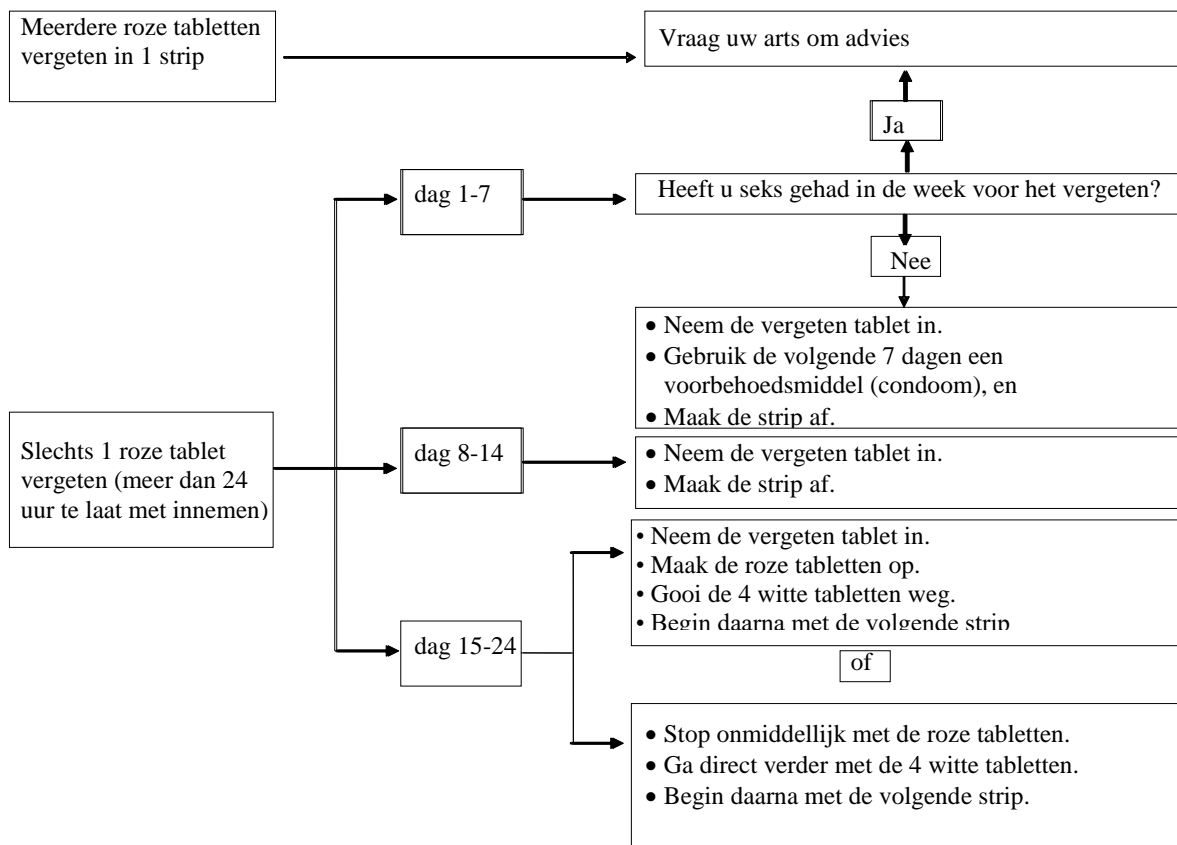 Meerdere roze tabletten
vergeten in 1 strip
Vraag uw arts om advies
Ja
dag 1-7
Heeft u seks gehad in de week voor het vergeten?
Nee
• Neem de vergeten tablet in.
• Gebruik de volgende 7 dagen een
voorbehoedsmiddel (condoom), en
• Maak de strip af.
Slechts 1 roze tablet
vergeten (meer dan 24
uur te laat met innemen)
dag 8-14
• Neem de vergeten tablet in.
• Maak de strip af.
dag 15-24
• Neem de vergeten tablet in.
• Maak de roze tabletten op.
• Gooi de 4 witte tabletten weg.
• Begin daarna met de volgende strip
of
• Stop onmiddellijk met de roze tabletten.
• Ga direct verder met de 4 witte tabletten.
• Begin daarna met de volgende strip.